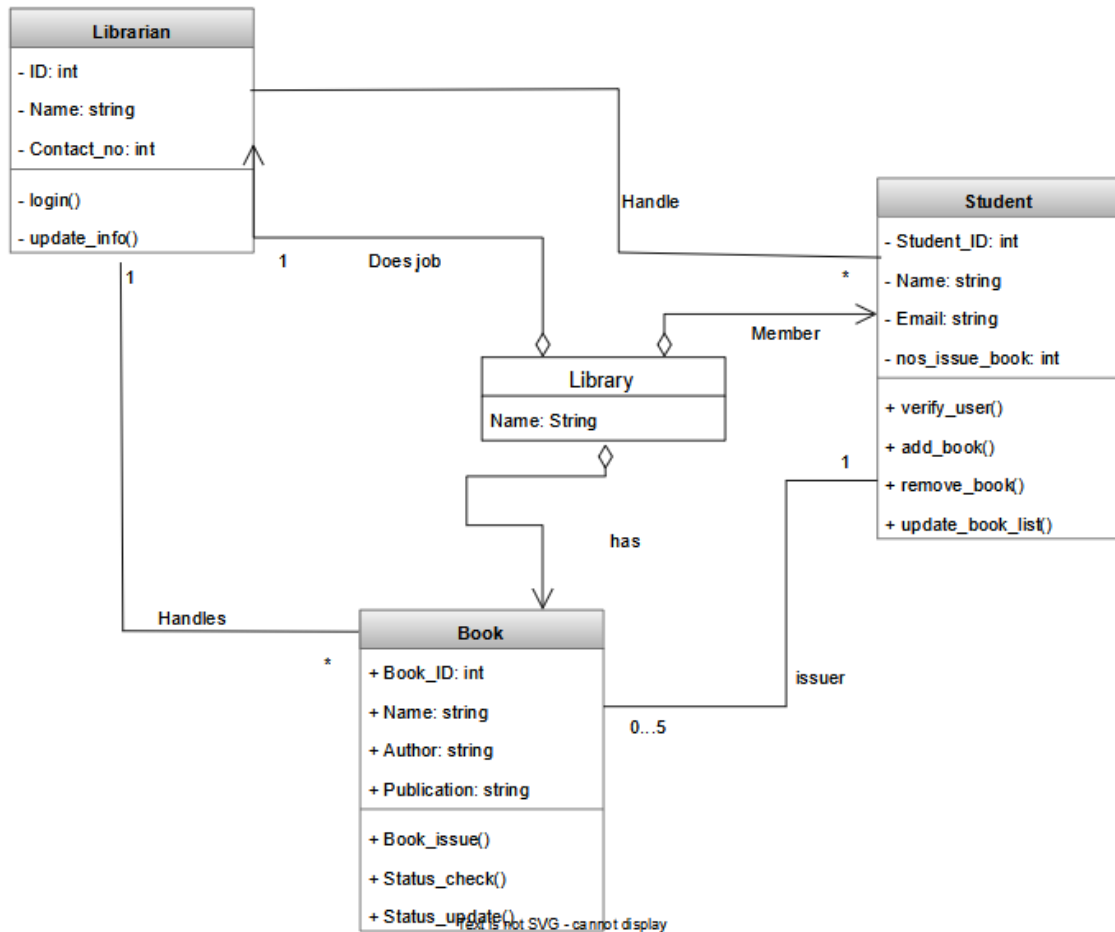 Librarian
- ID: int
- Name: string
- Contact_no: int
- login()
- update_info()
1
1
Does job
Handle
*
Student
- Student_ID: int
- Name: string
- Email: string
- nos_issue_book: int
+ verify_user()
+ add_book()
+ remove_book()
+ update_book_list()
Member
Library
Name: String
1
has
Handles
*
issuer
0...5
Book
+ Book_ID: int
+ Name: string
+ Author: string
+ Publication: string
+ Book_issue()
+ Status_check()
+ Status_update()
Text is not SVG - cannot display